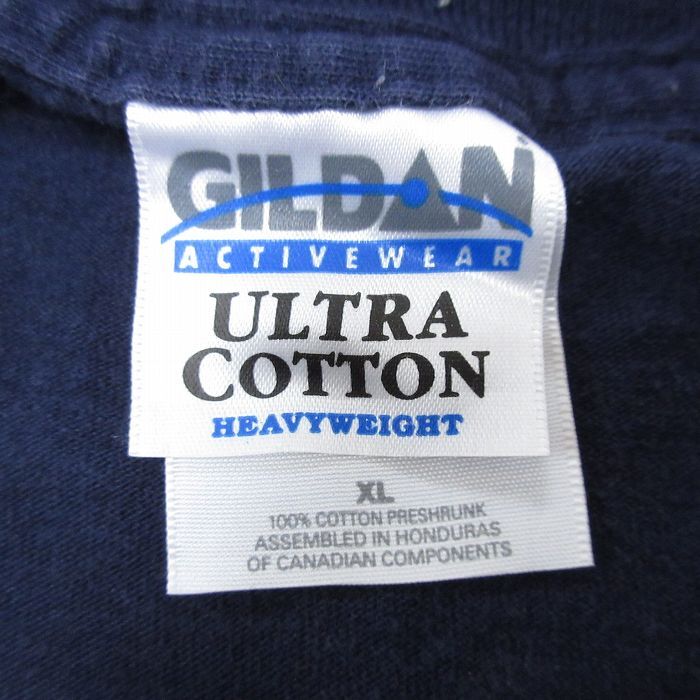 GILDAN
ACTIVEWEAR
ULTRA
COTTON
HEAVYWEIGHT
XL
100% COTTON PRESHRUNK
ASSEMBLED IN HONDURAS
OF CANADIAN COMPONENTS